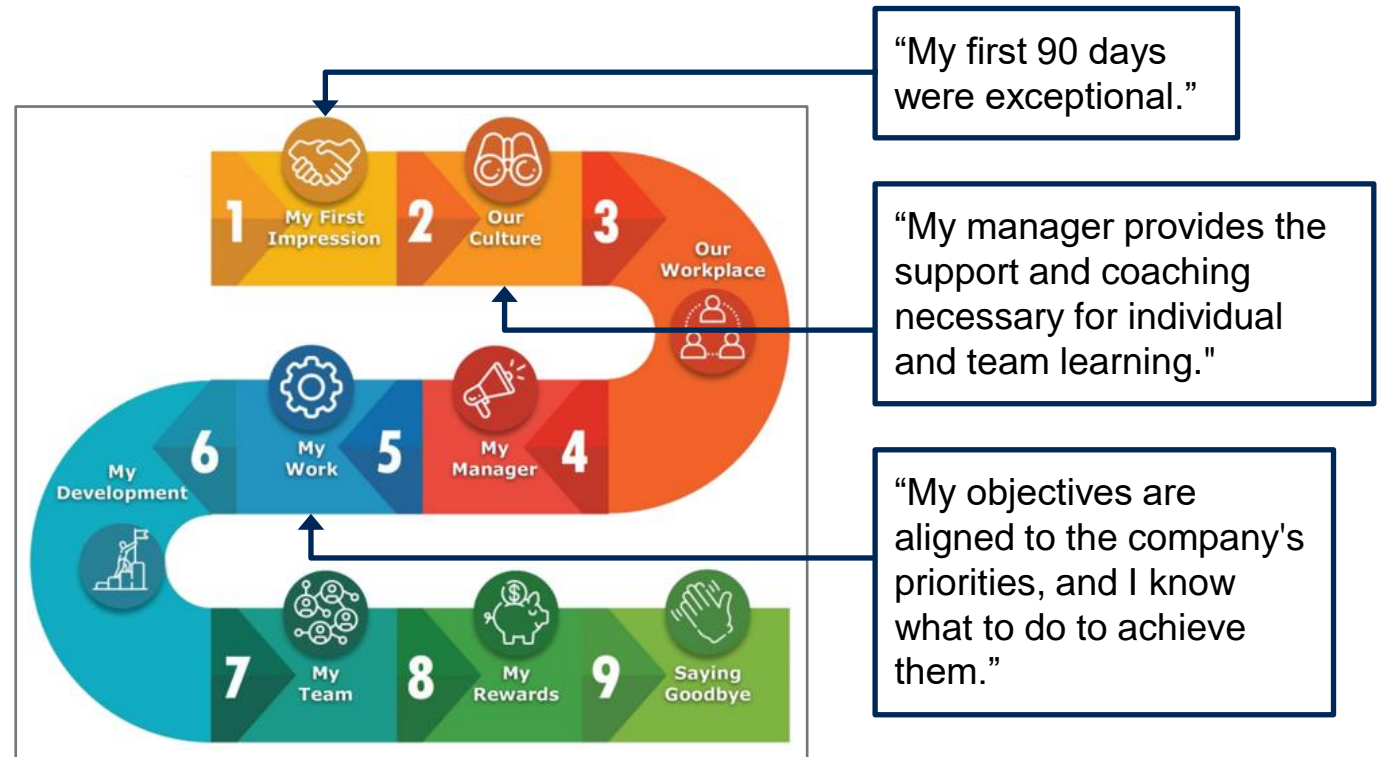 “My first 90 days
were exceptional.”
1
My First
Impression
2
Our
Culture
3
Our
Workplace
“My manager provides the
support and coaching
necessary for individual
and team learning."
4
My
Manager
5
My
Work
6
My
Development
“My objectives are
aligned to the company's
priorities, and I know
what to do to achieve
them.”
7
My
Team
8
My
Rewards
9
Saying
Goodbye